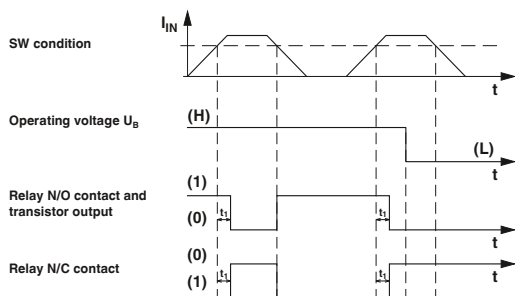 I_IN
SW condition
t
Operating voltage U_B
(H)
(L)
t
Relay N/O contact and
transistor output
(1)
(0)
t₁
t₁
t
Relay N/C contact
(0)
(1)
t₁
t₁
t